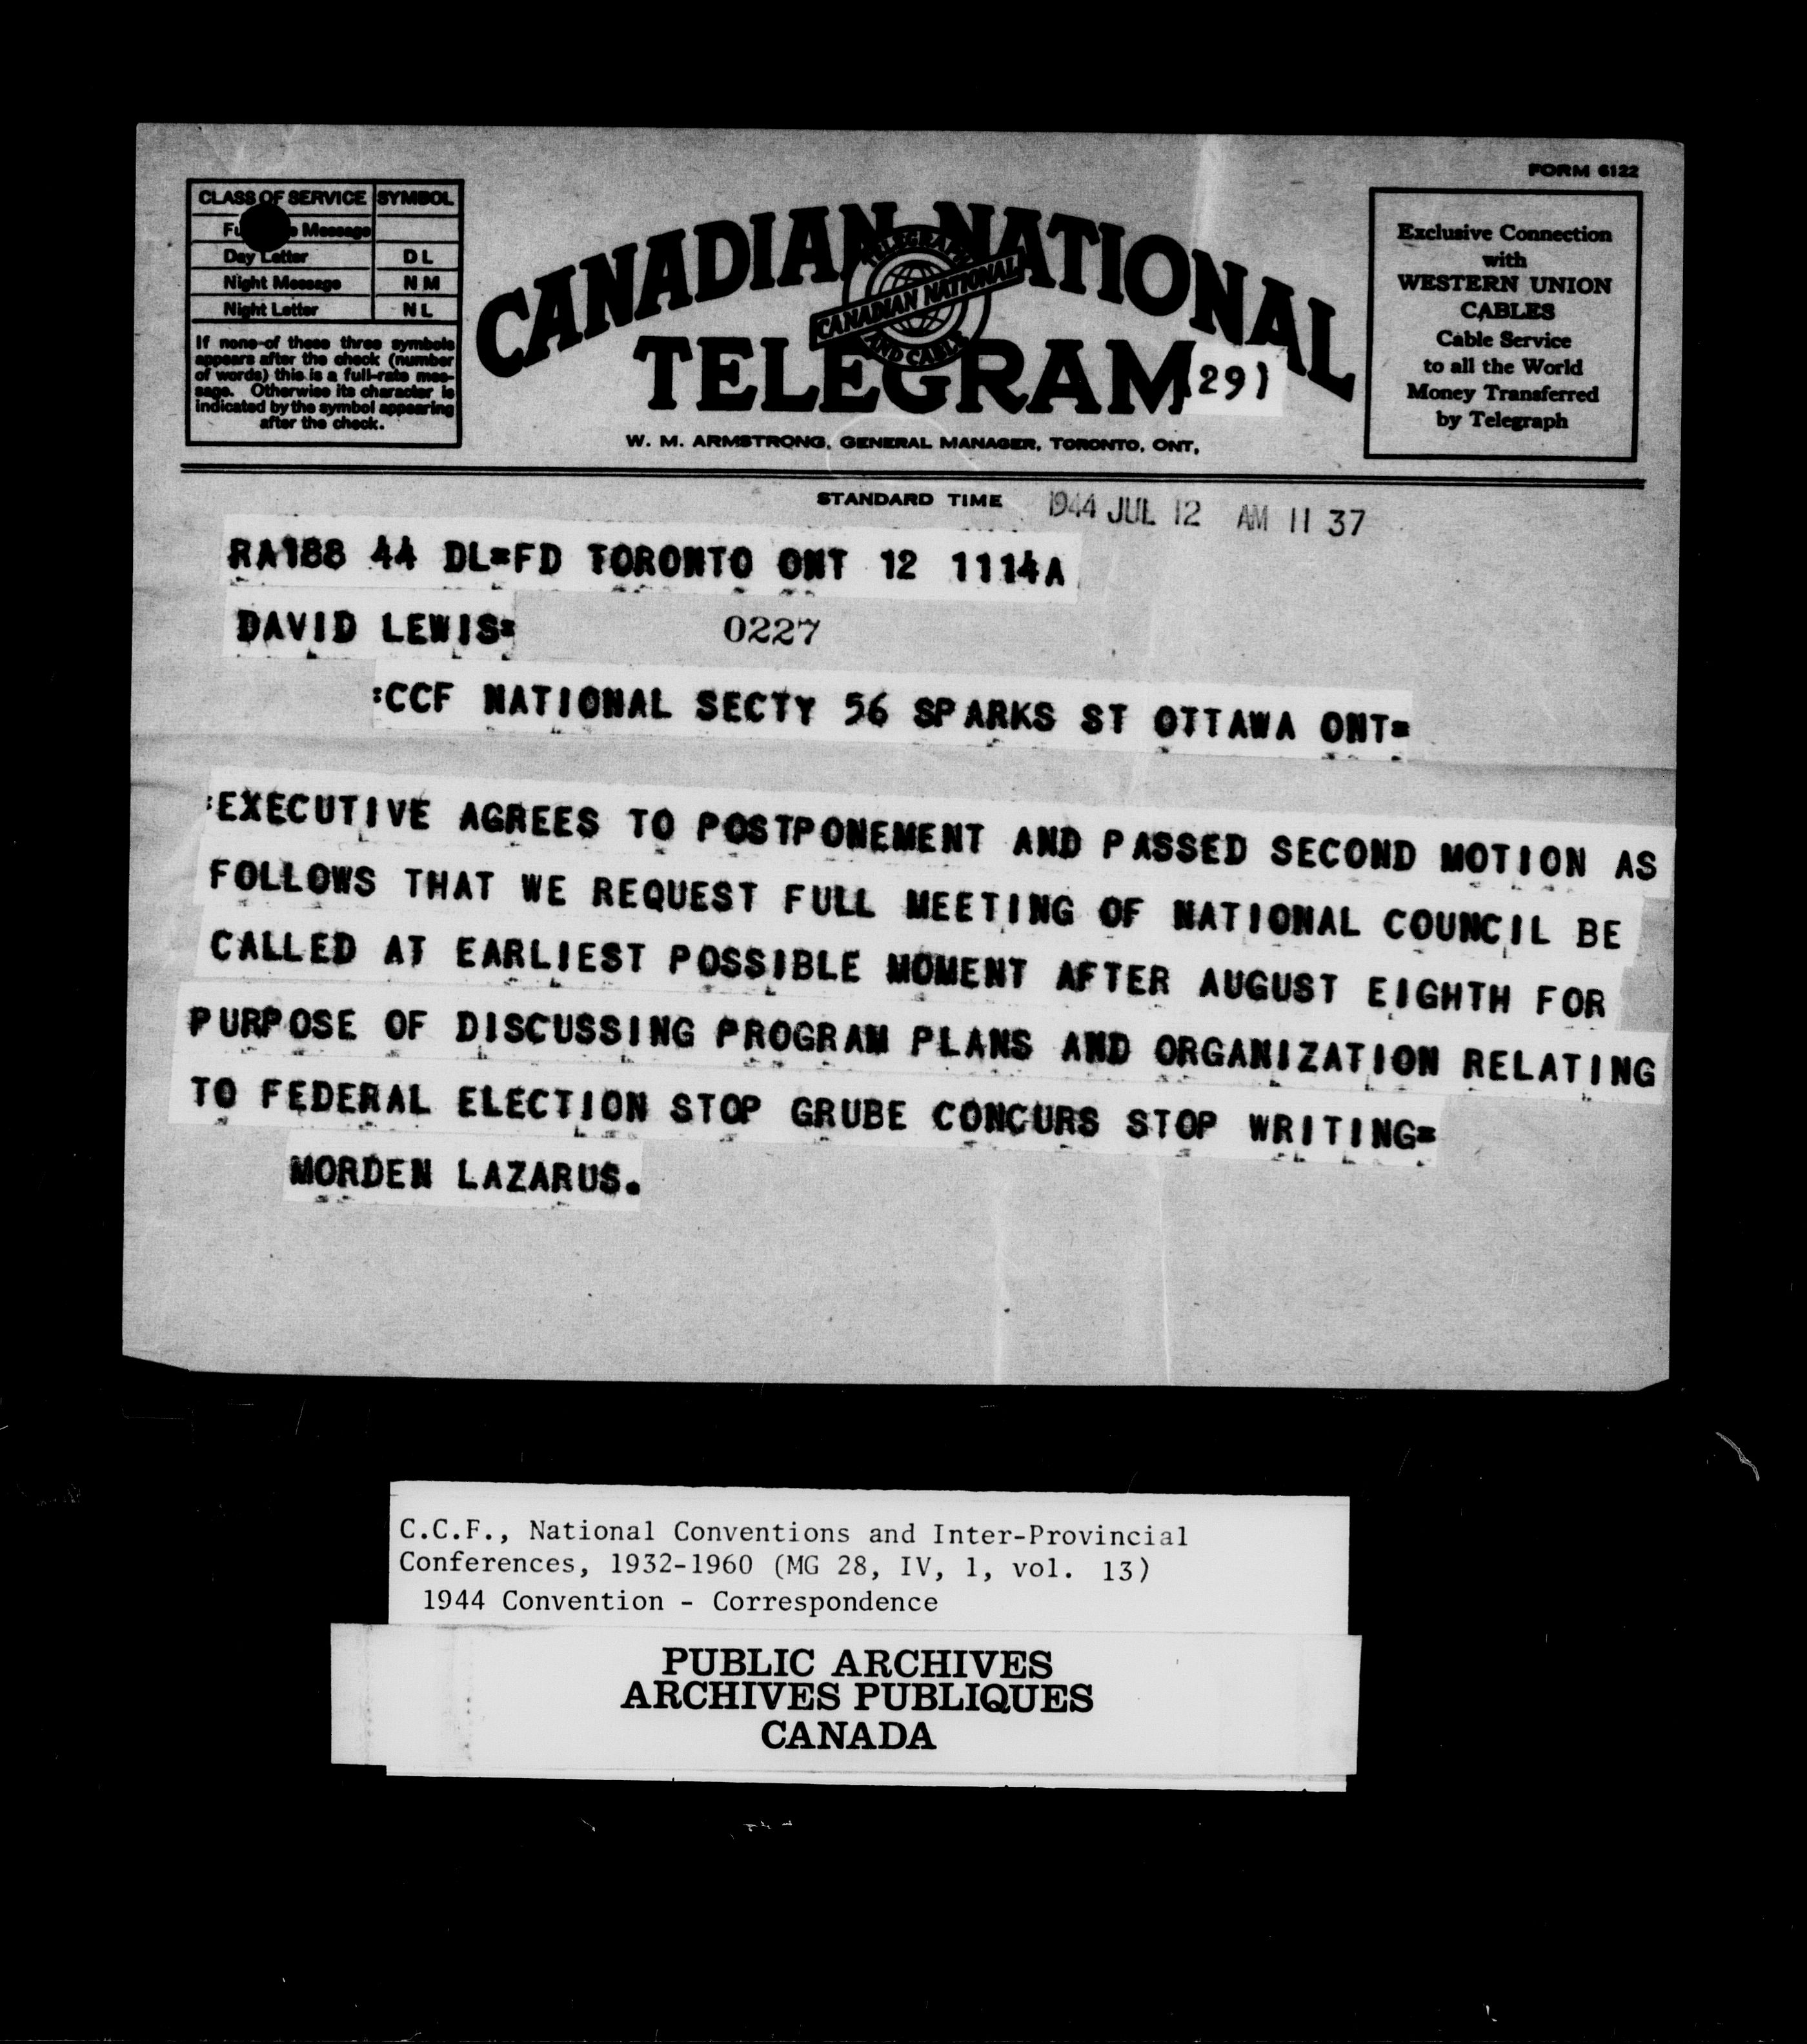 FORM 6122
CLASS OF SERVICE SYMBOL
Message
Day Letter DL
Night Message NM
Night Letter NL
If none of these three symbols
appears after the check (number
of words) this is a full-rate mes-
sage. Otherwise its character is
indicated by the symbol appearing
after the check.
CANADIAN NATIONAL
TELEGRAPH
CANADIAN NATIONAL
AND CABLE
TELEGRAM
29)
W. M. ARMSTRONG, GENERAL MANAGER, TORONTO, ONT,
Exclusive Connection
with
WESTERN UNION
CABLES
Cable Service
to all the World
Money Transferred
by Telegraph
STANDARD TIME 1944 JUL 12 AM 11 37
RA188 44 DL=FD TORONTO ONT 12 1114A
DAVID LEWIS= 0227
:CCF NATIONAL SECTY 56 SPARKS ST OTTAWA ONT=
:EXECUTIVE AGREES TO POSTPONEMENT AND PASSED SECOND MOTION AS
FOLLOWS THAT WE REQUEST FULL MEETING OF NATIONAL COUNCIL BE
CALLED AT EARLIEST POSSIBLE MOMENT AFTER AUGUST EIGHTH FOR
PURPOSE OF DISCUSSING PROGRAM PLANS AND ORGANIZATION RELATING
TO FEDERAL ELECTION STOP GRUBE CONCURS STOP WRITING=
MORDEN LAZARUS.
C.C.F., National Conventions and Inter-Provincial
Conferences, 1932-1960 (MG 28, IV, 1, vol. 13)
1944 Convention - Correspondence
PUBLIC ARCHIVES
ARCHIVES PUBLIQUES
CANADA